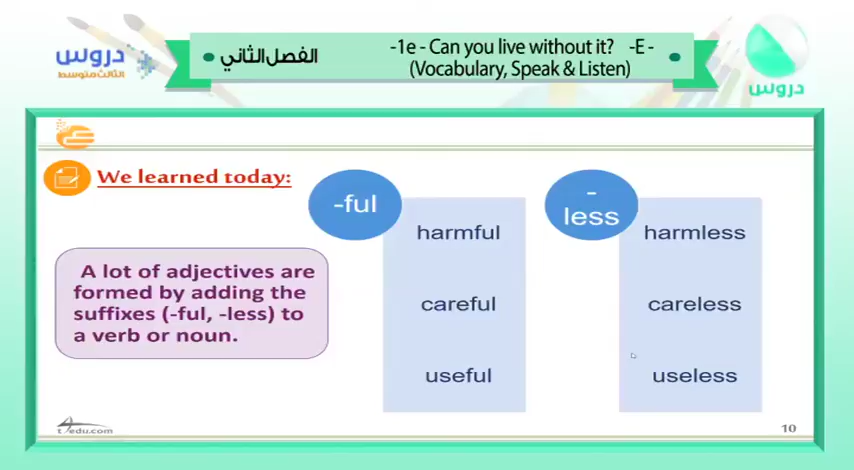 دروس
الثالث متوسط
الفصل الثاني
-1e - Can you live without it? -E -
(Vocabulary, Speak & Listen)
دروس
We learned today:
A lot of adjectives are
formed by adding the
suffixes (-ful, -less) to
a verb or noun.
-ful
harmful
careful
useful
-
less
harmless
careless
useless
10